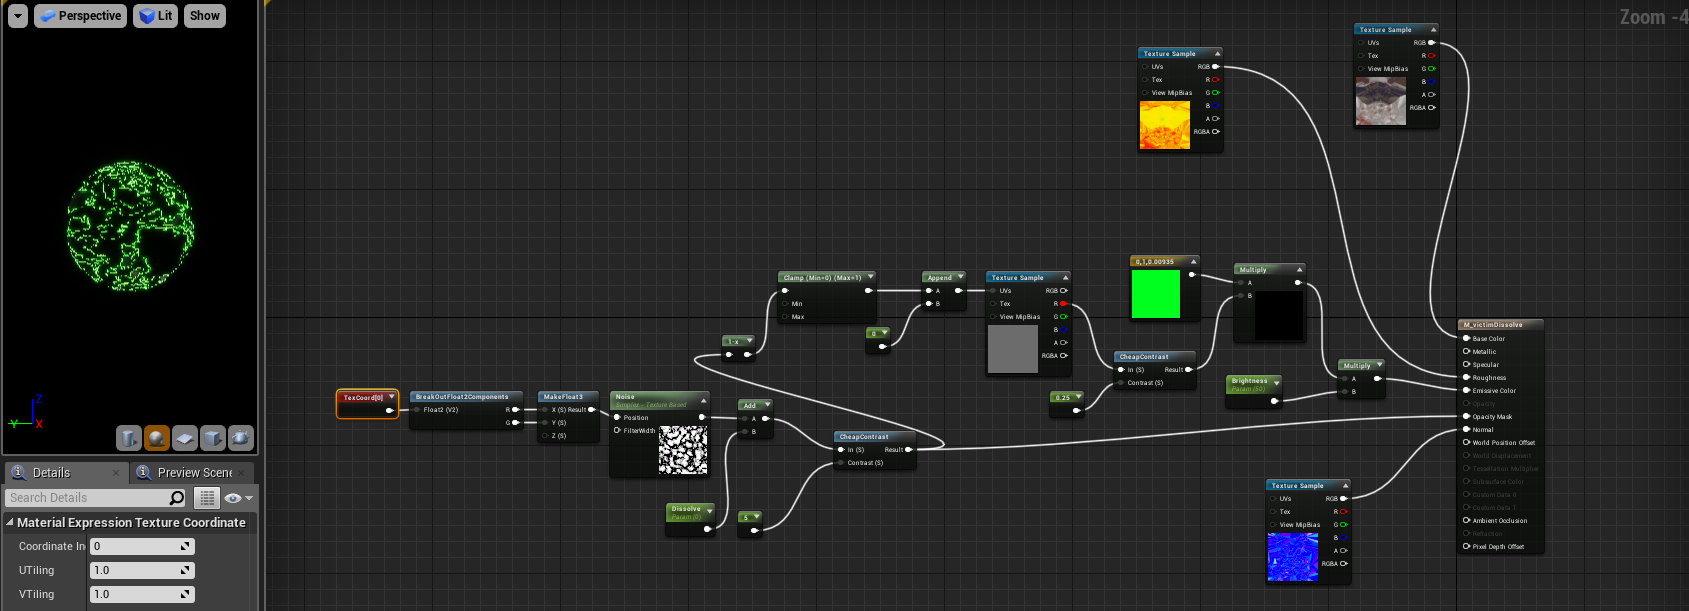 Perspective
Lit
Show
Zoom -4
Texture Sample
UVs RGB
Tex R
View MipBias G
B
A
RGBA
Texture Sample
UVs RGB
Tex R
View MipBias G
B
A
RGBA
Clamp (Min=0) (Max=1)
Min
Max
Append
A
B
0
1-x
Texture Sample
UVs RGB
Tex R
View MipBias G
B
A
RGBA
0,1,0.00935
Multiply
A
B
CheapContrast
In (S) Result
Contrast (S)
0.25
Brightness
Param (50)
Multiply
A
B
M_victimDissolve
Base Color
Metallic
Specular
Roughness
Emissive Color
Opacity
Opacity Mask
Normal
World Position Offset
World Displacement
Tessellation Multiplier
Subsurface Color
Custom Data 0
Custom Data 1
Ambient Occlusion
Refraction
Pixel Depth Offset
TexCoord[0]
BreakOutFloat2Components
Float2 (V2) R
G
MakeFloat3
X (S) Result
Y (S)
Z (S)
Noise
Simplex - Texture Based
Position
FilterWidth
Add
A
B
CheapContrast
In (S) Result
Contrast (S)
Dissolve
Param (0)
5
Texture Sample
UVs RGB
Tex R
View MipBias G
B
A
RGBA
Z
Y
X
Details
Preview Scene
Search Details
Material Expression Texture Coordinate
Coordinate In 0
UTiling 1.0
VTiling 1.0